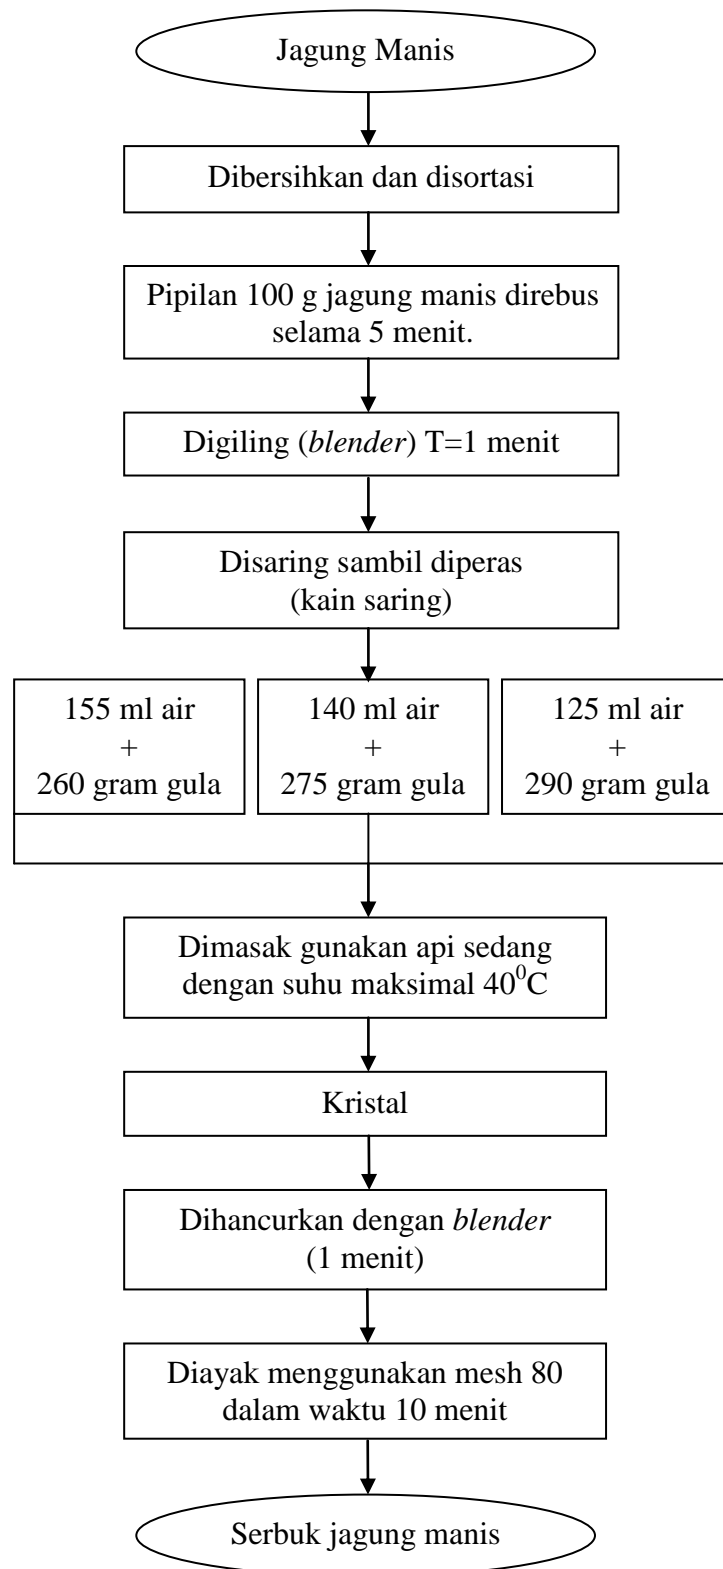 Jagung Manis
Dibersihkan dan disortasi
Pipilan 100 g jagung manis direbus
selama 5 menit.
Digiling (blender) T=1 menit
Disaring sambil diperas
(kain saring)
155 ml air
+
260 gram gula
140 ml air
+
275 gram gula
125 ml air
+
290 gram gula
Dimasak gunakan api sedang
dengan suhu maksimal 40⁰C
Kristal
Dihancurkan dengan blender
(1 menit)
Diayak menggunakan mesh 80
dalam waktu 10 menit
Serbuk jagung manis